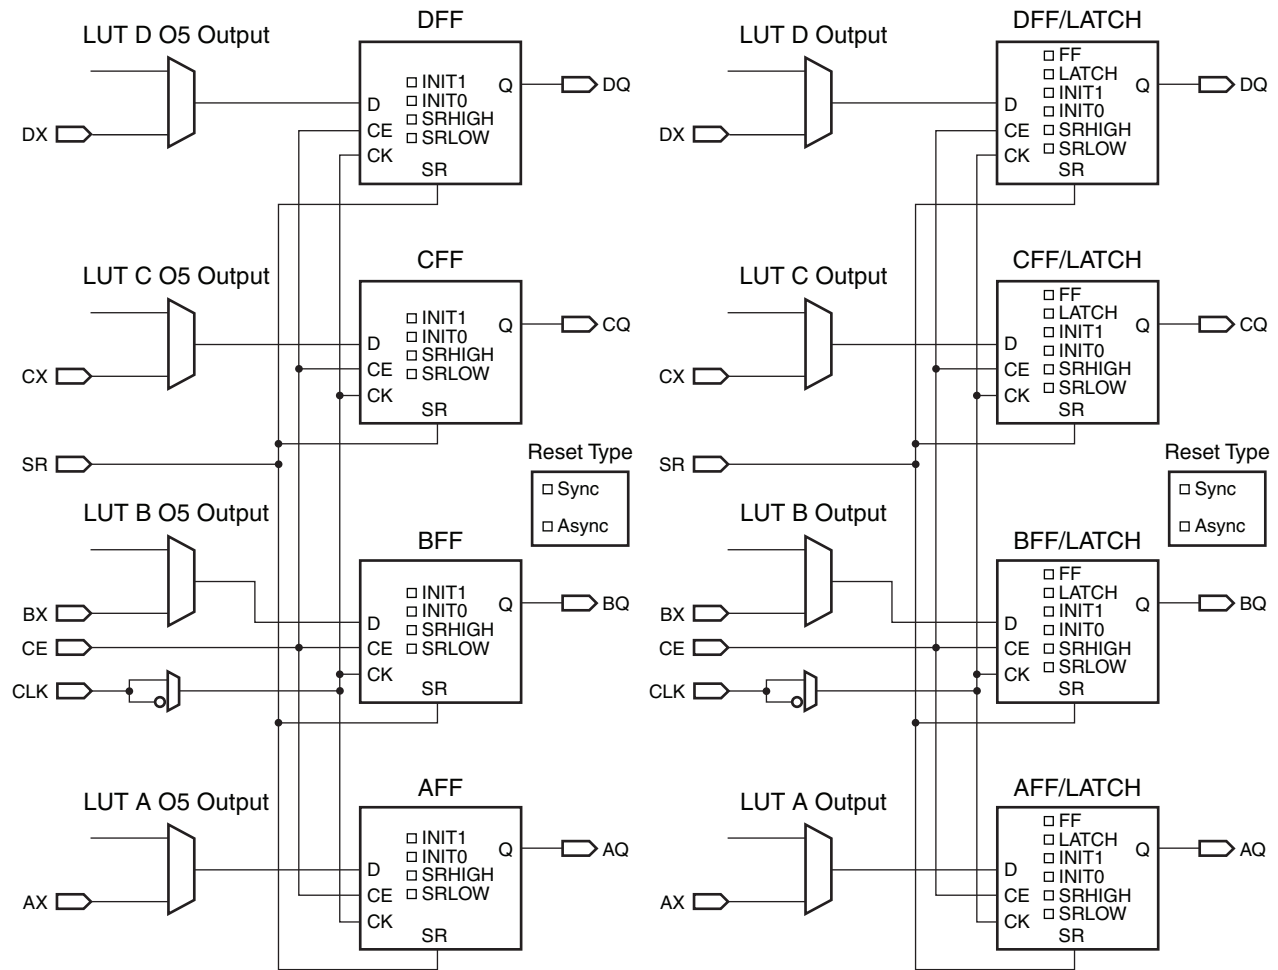 DFF
LUT D O5 Output
INIT1
INIT0
SRHIGH
SRLOW
D
CE
CK
SR
Q
DQ
DX
CFF
LUT C O5 Output
INIT1
INIT0
SRHIGH
SRLOW
D
CE
CK
SR
Q
CQ
CX
SR
Reset Type
Sync
Async
LUT B O5 Output
BFF
INIT1
INIT0
SRHIGH
SRLOW
D
CE
CK
SR
Q
BQ
BX
CE
CLK
AFF
LUT A O5 Output
INIT1
INIT0
SRHIGH
SRLOW
D
CE
CK
SR
Q
AQ
AX
DFF/LATCH
LUT D Output
FF
LATCH
INIT1
INIT0
SRHIGH
SRLOW
D
CE
CK
SR
Q
DQ
DX
CFF/LATCH
LUT C Output
FF
LATCH
INIT1
INIT0
SRHIGH
SRLOW
D
CE
CK
SR
Q
CQ
CX
SR
Reset Type
Sync
Async
LUT B Output
BFF/LATCH
FF
LATCH
INIT1
INIT0
SRHIGH
SRLOW
D
CE
CK
SR
Q
BQ
BX
CE
CLK
AFF/LATCH
LUT A Output
FF
LATCH
INIT1
INIT0
SRHIGH
SRLOW
D
CE
CK
SR
Q
AQ
AX